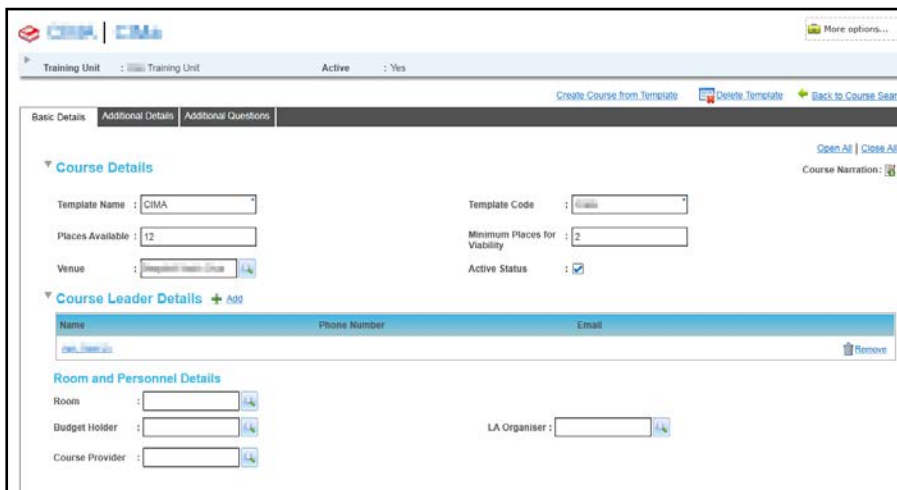 More options...
Training Unit : Training Unit Active : Yes
Create Course from Template Delete Template Back to Course Sear
Basic Details Additional Details Additional Questions
Open All | Close All
Course Details Course Narration:
Template Name : CIMA Template Code :
Places Available : 12 Minimum Places for Viability : 2
Venue : Active Status :
Course Leader Details Add
Name Phone Number Email
Remove
Room and Personnel Details
Room :
Budget Holder : LA Organiser :
Course Provider :